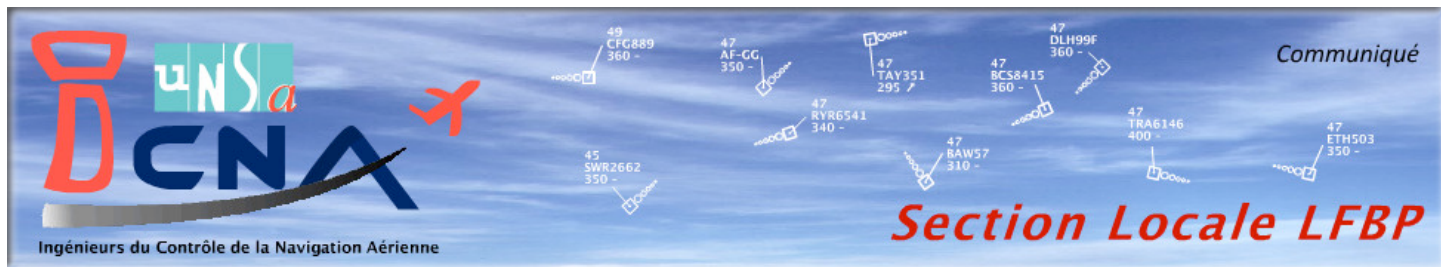 49
CFG889
360 -
47
AF-GG
350 -
47
TAY351
295 ↗
47
BCS8415
360 -
47
DLH99F
360 -
Communiqué
UNSa
ICNA
47
RYR6541
340 -
47
TRA6146
400 -
47
ETH503
350 -
45
SWR2662
350 -
47
BAW57
310 -
Section Locale LFBP
Ingénieurs du Contrôle de la Navigation Aérienne